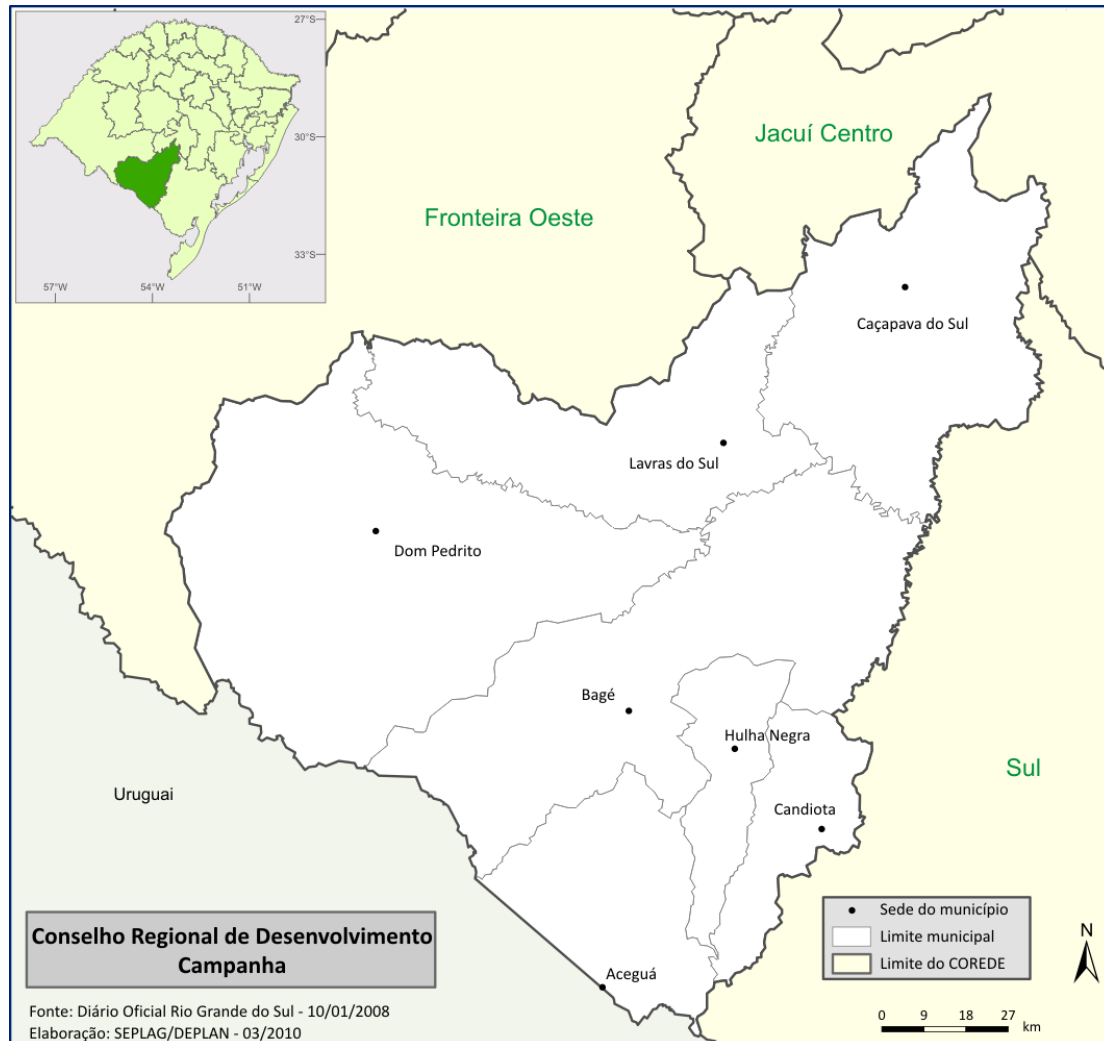 27°S
30°S
33°S
57°W
54°W
51°W
Jacuí Centro
Fronteira Oeste
Caçapava do Sul
Lavras do Sul
Dom Pedrito
Bagé
Hulha Negra
Sul
Uruguai
Candiota
Aceguá
Conselho Regional de Desenvolvimento
Campanha
Fonte: Diário Oficial Rio Grande do Sul - 10/01/2008
Elaboração: SEPLAG/DEPLAN - 03/2010
Sede do município
Limite municipal
Limite do COREDE
N
0 9 18 27
km